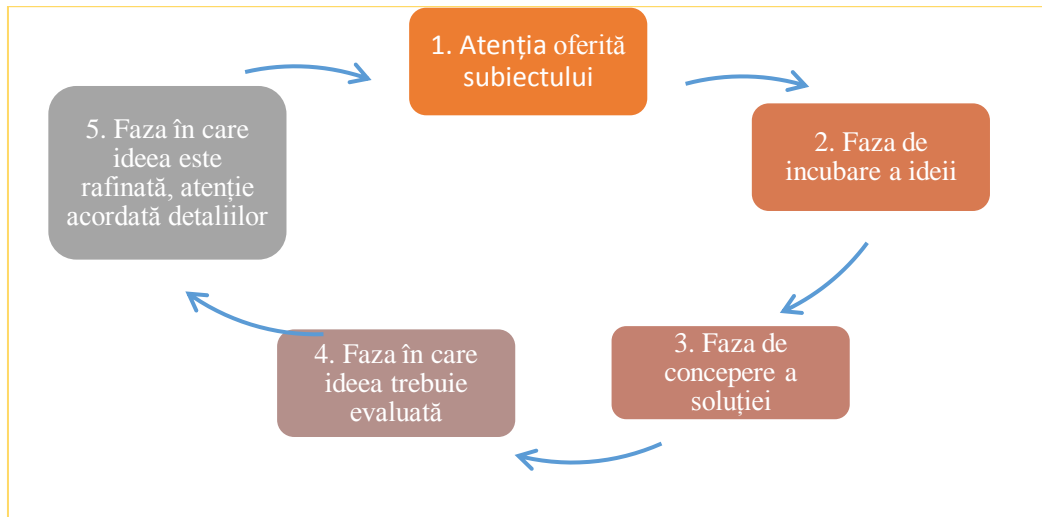 1. Atenția oferită
subiectului
2. Faza de
incubare a ideii
3. Faza de
concepere a
soluției
4. Faza în care
ideea trebuie
evaluată
5. Faza în care
ideea este
rafinată, atenție
acordată detaliilor